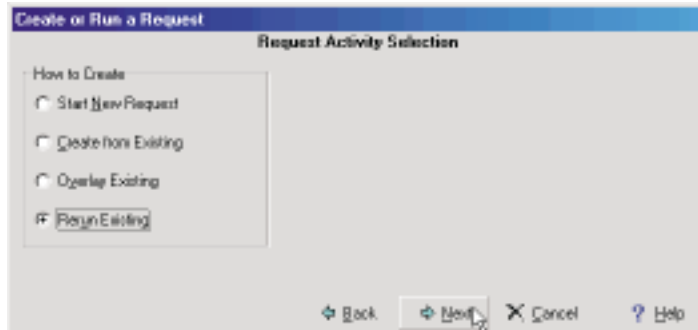 Create or Run a Request
Request Activity Selection
How to Create
Start New Request
Create from Existing
Overlay Existing
Rerun Existing
Back Next Cancel Help